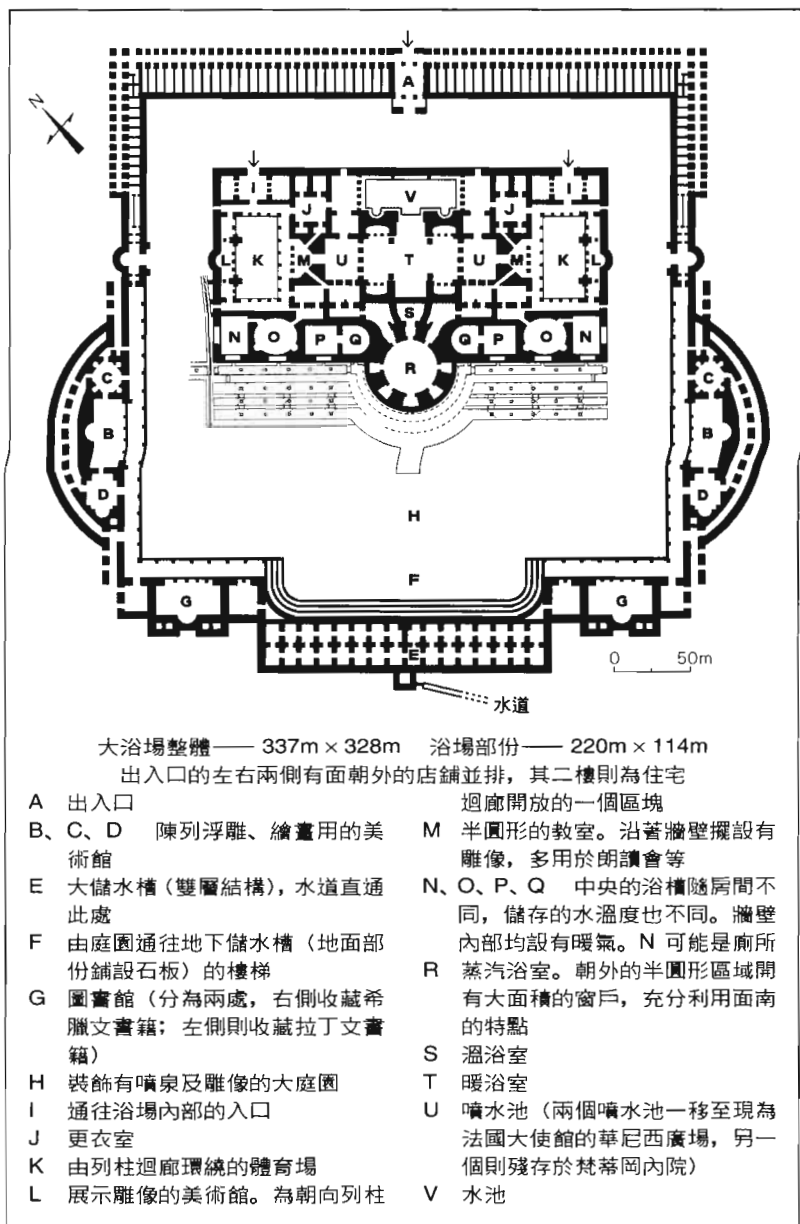 A
N
I
V
I
J
J
L
K
M
U
T
U
M
K
L
S
N
O
P
Q
Q
P
O
N
R
C
C
B
B
D
D
H
F
G
G
E
0 50m
水道
大浴場整體—— 337m × 328m 浴場部份—— 220m × 114m
出入口的左右兩側有面朝外的店鋪並排，其二樓則為住宅
A 出入口
B、C、D 陳列浮雕、繪畫用的美
術館
E 大儲水槽（雙層結構），水道直通
此處
F 由庭園通往地下儲水槽（地面部
份鋪設石板）的樓梯
G 圖書館（分為兩處，右側收藏希
臘文書籍；左側則收藏拉丁文書
籍）
H 裝飾有噴泉及雕像的大庭園
I 通往浴場內部的入口
J 更衣室
K 由列柱迴廊環繞的體育場
L 展示雕像的美術館。為朝向列柱
迴廊開放的一個區塊
M 半圓形的教室。沿著牆壁擺設有
雕像，多用於朗讀會等
N、O、P、Q 中央的浴槽隨房間不
同，儲存的水溫度也不同。牆壁
內部均設有暖氣。N 可能是廁所
R 蒸汽浴室。朝外的半圓形區域開
有大面積的窗戶，充分利用面南
的特點
S 溫浴室
T 暖浴室
U 噴水池（兩個噴水池一移至現為
法國大使館的華尼西廣場，另一
個則殘存於梵蒂岡內院）
V 水池